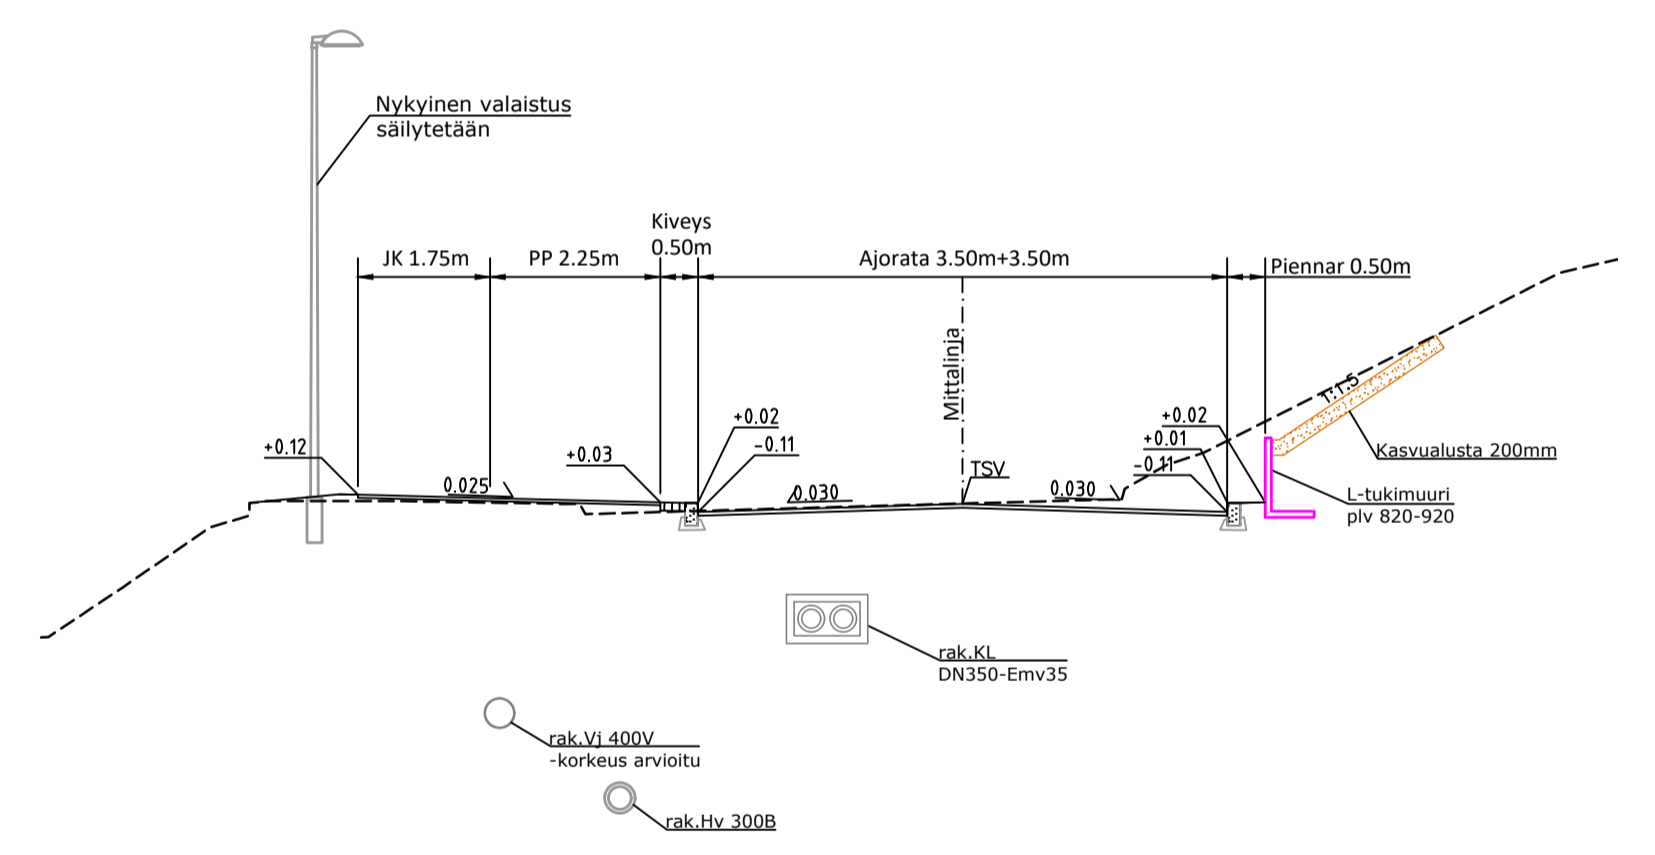 Nykyinen valaistus
säilytetään
Kiveys
0.50m
JK 1.75m
PP 2.25m
Ajorata 3.50m+3.50m
Piennar 0.50m
Mittalinja
1:1.5
+0.02
-0.11
+0.02
+0.01
-0.11
+0.12
+0.03
Kasvualusta 200mm
TSV
0.025
0.030
0.030
L-tukimuuri
plv 820-920
rak.KL
DN350-Emv35
rak.Vj 400V
-korkeus arvioitu
rak.Hv 300B